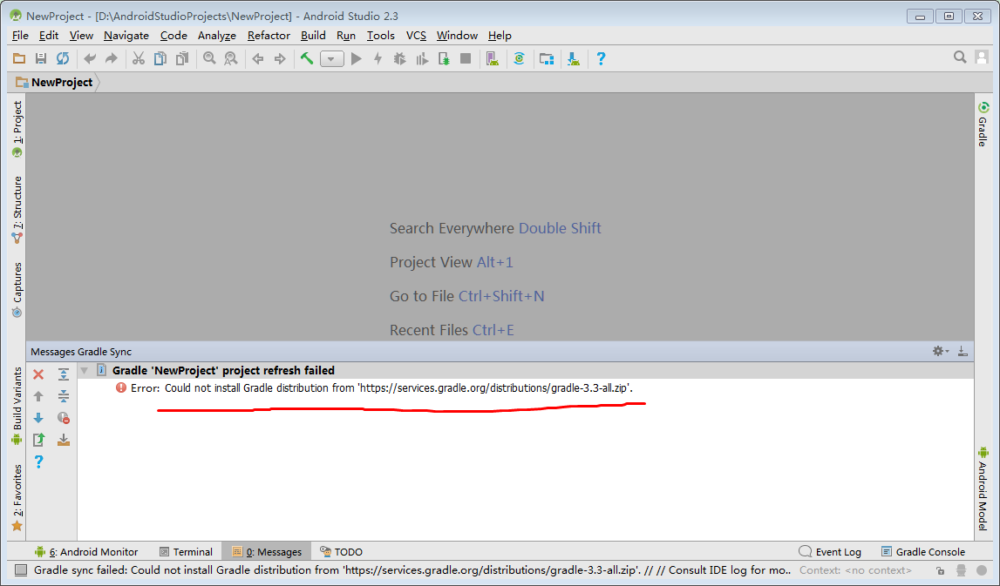 NewProject - [D:\AndroidStudioProjects\NewProject] - Android Studio 2.3
File Edit View Navigate Code Analyze Refactor Build Run Tools VCS Window Help
NewProject
1: Project
7: Structure
Captures
Build Variants
2: Favorites
Gradle
Android Model
Search Everywhere Double Shift
Project View Alt+1
Go to File Ctrl+Shift+N
Recent Files Ctrl+E
Messages Gradle Sync
Gradle 'NewProject' project refresh failed
Error: Could not install Gradle distribution from 'https://services.gradle.org/distributions/gradle-3.3-all.zip'.
6: Android Monitor Terminal 0: Messages TODO Event Log Gradle Console
Gradle sync failed: Could not install Gradle distribution from 'https://services.gradle.org/distributions/gradle-3.3-all.zip'. // // Consult IDE log for mo.. Context: <no context>